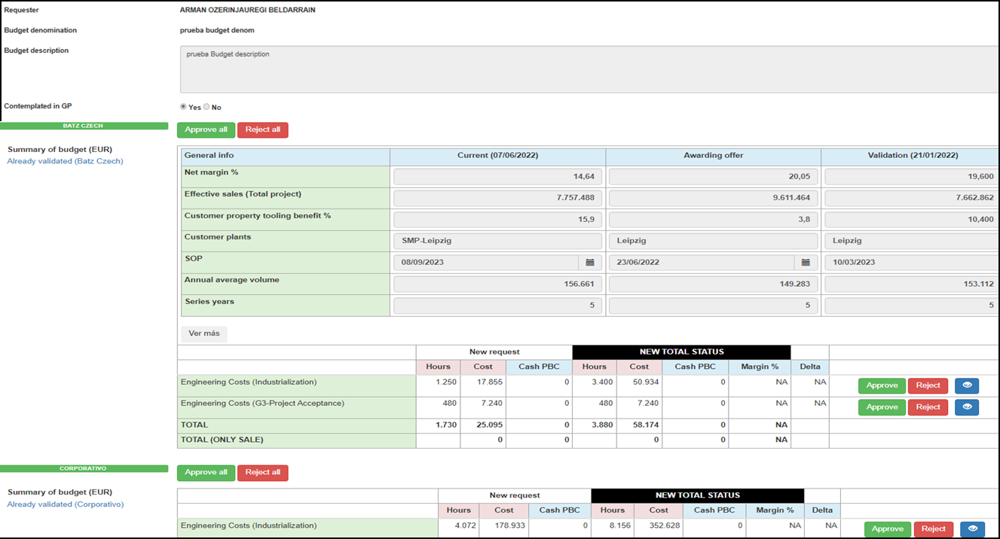 Requester ARMAN OZERINJAUREGI BELDARRAIN
Budget denomination prueba budget denom
Budget description prueba Budget description
Contemplated in GP Yes No
BATZ CZECH Approve all Reject all
Summary of budget (EUR)
Already validated (Batz Czech)
General info Current (07/06/2022) Awarding offer Validation (21/01/2022)
Net margin % 14,64 20,05 19,600
Effective sales (Total project) 7.757.488 9.611.464 7.662.862
Customer property tooling benefit % 15,9 3,8 10,400
Customer plants SMP-Leipzig Leipzig Leipzig
SOP 08/09/2023 23/06/2022 10/03/2023
Annual average volume 156.661 149.283 153.112
Series years 5 5 5
Ver más
New request NEW TOTAL STATUS
Hours Cost Cash PBC Hours Cost Cash PBC Margin % Delta
Engineering Costs (Industrialization) 1.250 17.855 0 3.400 50.934 0 NA NA Approve Reject
Engineering Costs (G3-Project Acceptance) 480 7.240 0 480 7.240 0 NA NA Approve Reject
TOTAL 1.730 25.095 0 3.880 58.174 0 NA
TOTAL (ONLY SALE) 0 0 0 0 NA
CORPORATIVO Approve all Reject all
Summary of budget (EUR)
Already validated (Corporativo)
New request NEW TOTAL STATUS
Hours Cost Cash PBC Hours Cost Cash PBC Margin % Delta
Engineering Costs (Industrialization) 4.072 178.933 0 8.156 352.628 0 NA NA Approve Reject